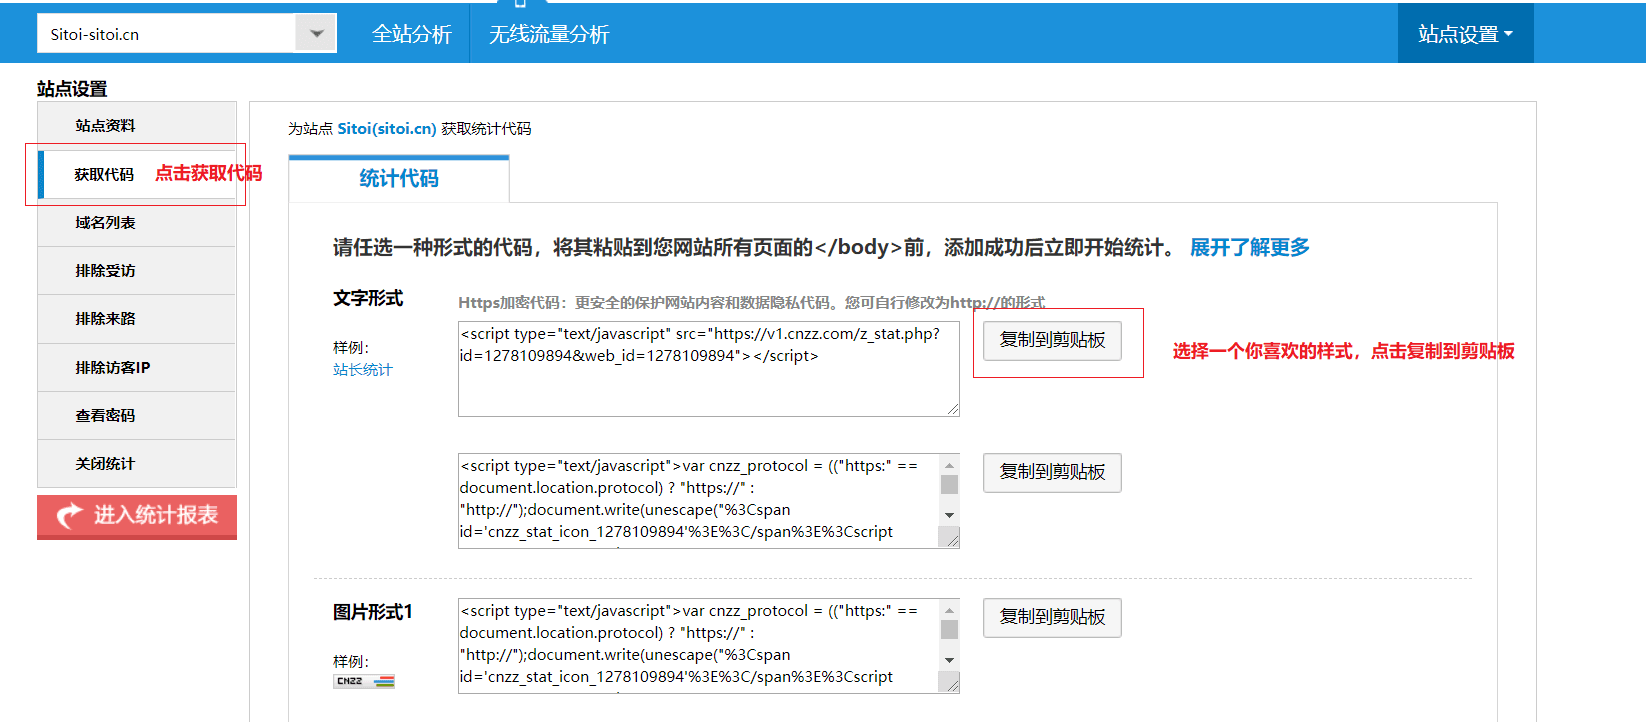 Sitoi-sitoi.cn
全站分析
无线流量分析
站点设置
站点设置
站点资料
获取代码
点击获取代码
域名列表
排除受访
排除来路
排除访客IP
查看密码
关闭统计
进入统计报表
为站点 Sitoi(sitoi.cn) 获取统计代码
统计代码
请任选一种形式的代码，将其粘贴到您网站所有页面的</body>前，添加成功后立即开始统计。 展开了解更多
文字形式
Https加密代码：更安全的保护网站内容和数据隐私代码。您可自行修改为http://的形式
样例：
站长统计
<script type="text/javascript" src="https://v1.cnzz.com/z_stat.php?
id=1278109894&web_id=1278109894"></script>
复制到剪贴板
选择一个你喜欢的样式，点击复制到剪贴板
<script type="text/javascript">var cnzz_protocol = (("https:" ==
document.location.protocol) ? "https://" :
"http://");document.write(unescape("%3Cspan
id='cnzz_stat_icon_1278109894'%3E%3C/span%3E%3Cscript
复制到剪贴板
图片形式1
样例：
CNZZ
<script type="text/javascript">var cnzz_protocol = (("https:" ==
document.location.protocol) ? "https://" :
"http://");document.write(unescape("%3Cspan
id='cnzz_stat_icon_1278109894'%3E%3C/span%3E%3Cscript
复制到剪贴板